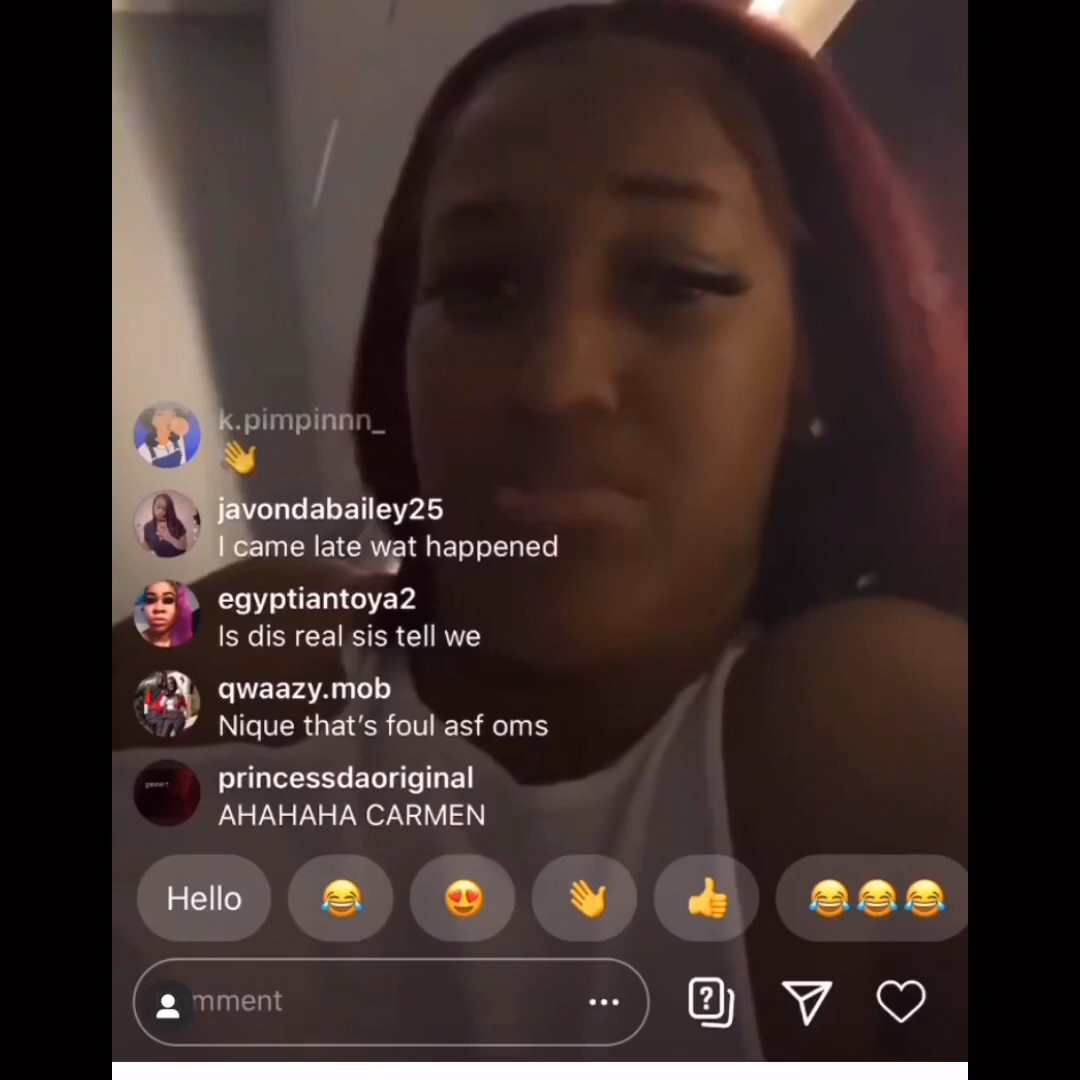 k.pimpinnn_
👋
javondabailey25
I came late wat happened
egyptiantoya2
Is dis real sis tell we
qwaazy.mob
Nique that’s foul asf oms
princessdaoriginal
AHAHAHA CARMEN
Hello 😂 😍 👋 👍 😂😂😂
mment